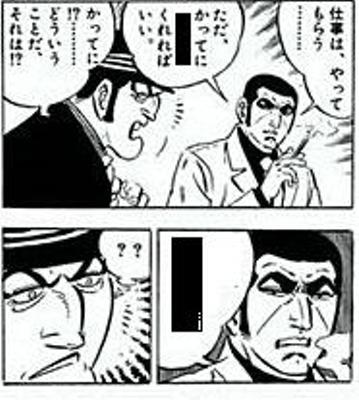 仕事は、やって
もらう
…………
ただ、
かってに
くれれば
いい。
かってに
!?…………
どういう
ことだ、
それは!?
……
？？